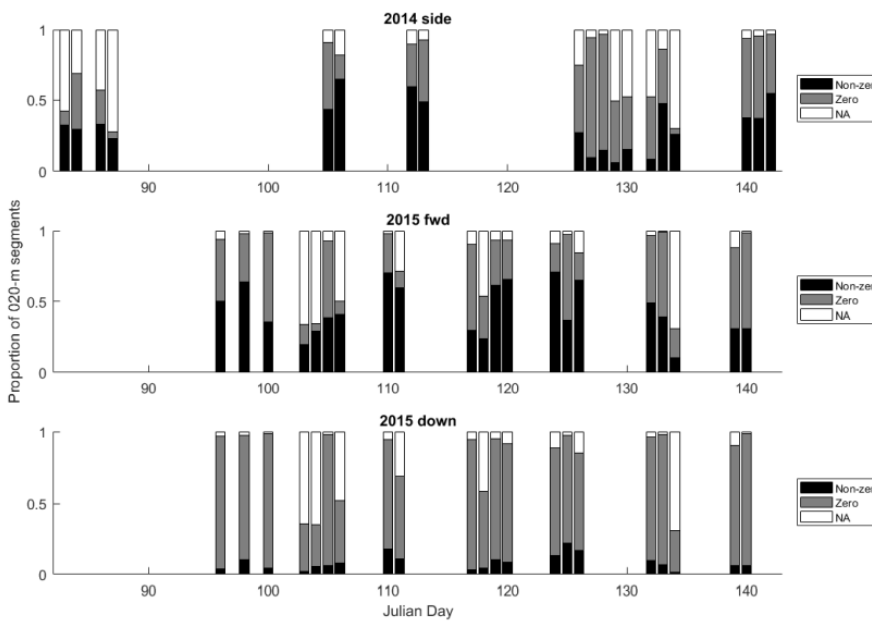 2014 side
1
0.5
0
90 100 110 120 130 140
Non-zer
Zero
NA
Proportion of 020-m segments
2015 fwd
1
0.5
0
90 100 110 120 130 140
Non-zer
Zero
NA
2015 down
1
0.5
0
90 100 110 120 130 140
Non-zer
Zero
NA
Julian Day